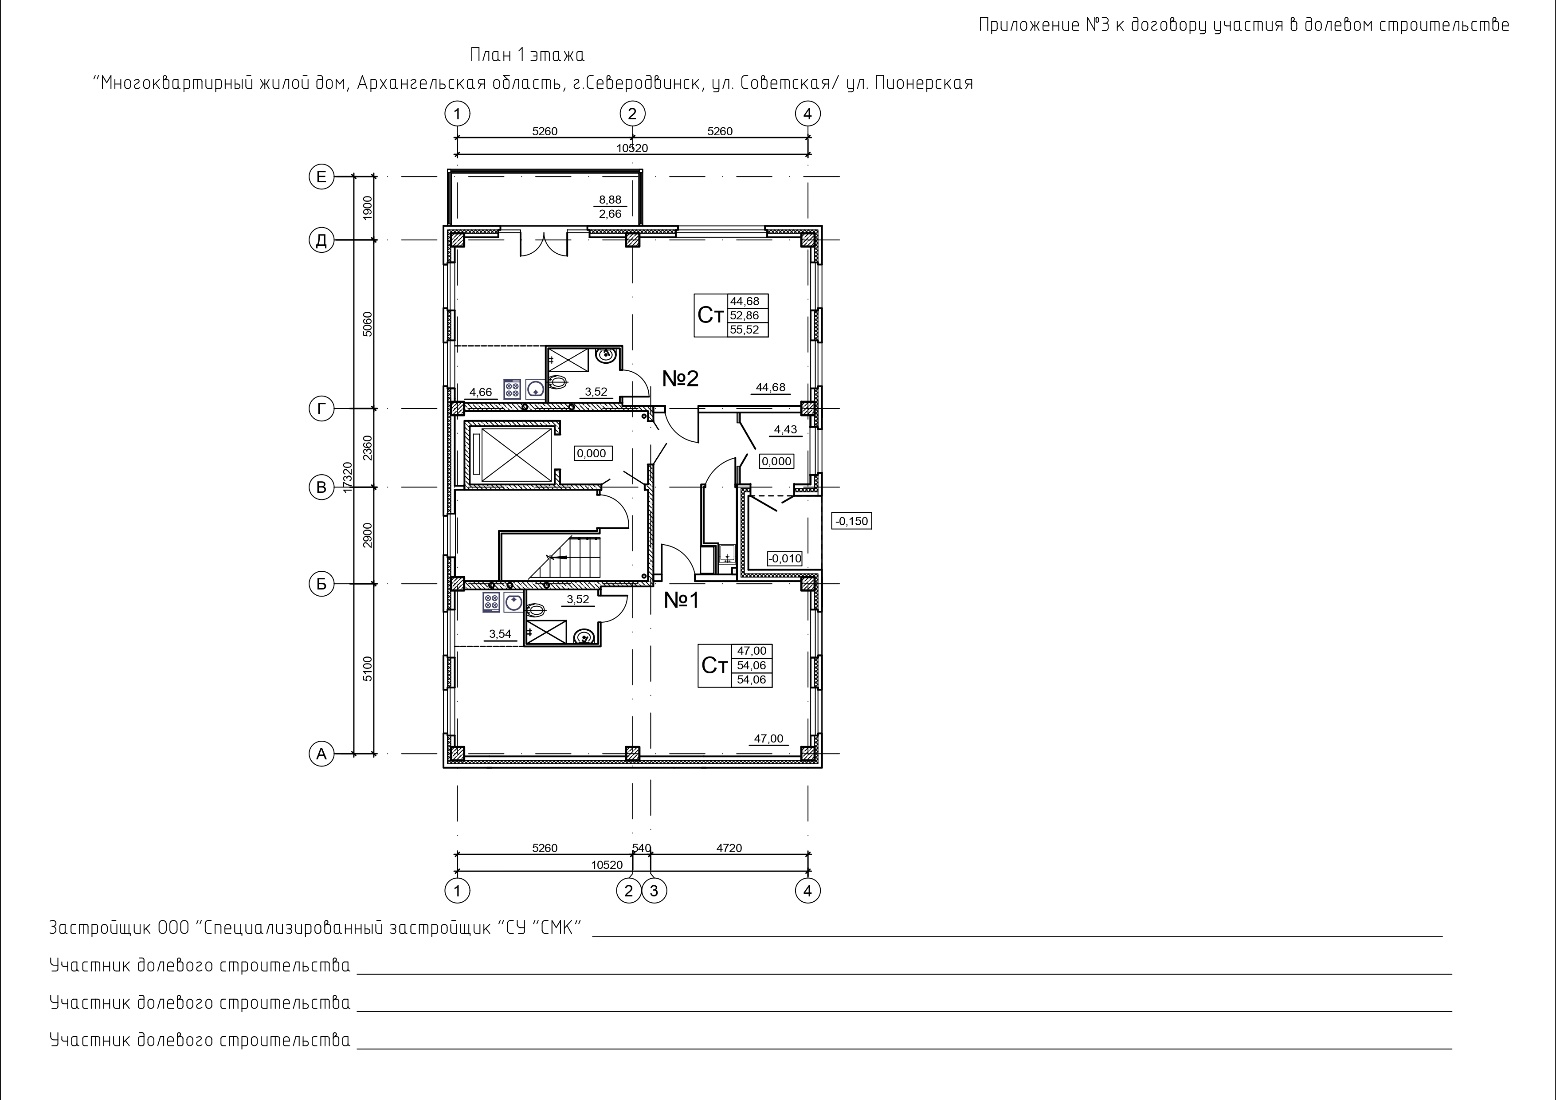 Приложение №3 к договору участия в долевом строительстве
План 1 этажа
"Многоквартирный жилой дом, Архангельская область, г.Северодвинск, ул. Советская/ ул. Пионерская
1 2 4
5260 5260
10520
Е
1900
8,88
2,66
Д
44,68
Ст 52,86
55,52
5060
№2
4,66 3,52 44,68
Г
4,43
2360
0,000 0,000
17320
В
-0,150
2900
-0,010
Б
3,52 №1
3,54
47,00
Ст 54,06
54,06
5100
47,00
А
5260 540 4720
10520
1 2 3 4
Застройщик ООО "Специализированный застройщик "СУ "СМК"
Участник долевого строительства
Участник долевого строительства
Участник долевого строительства